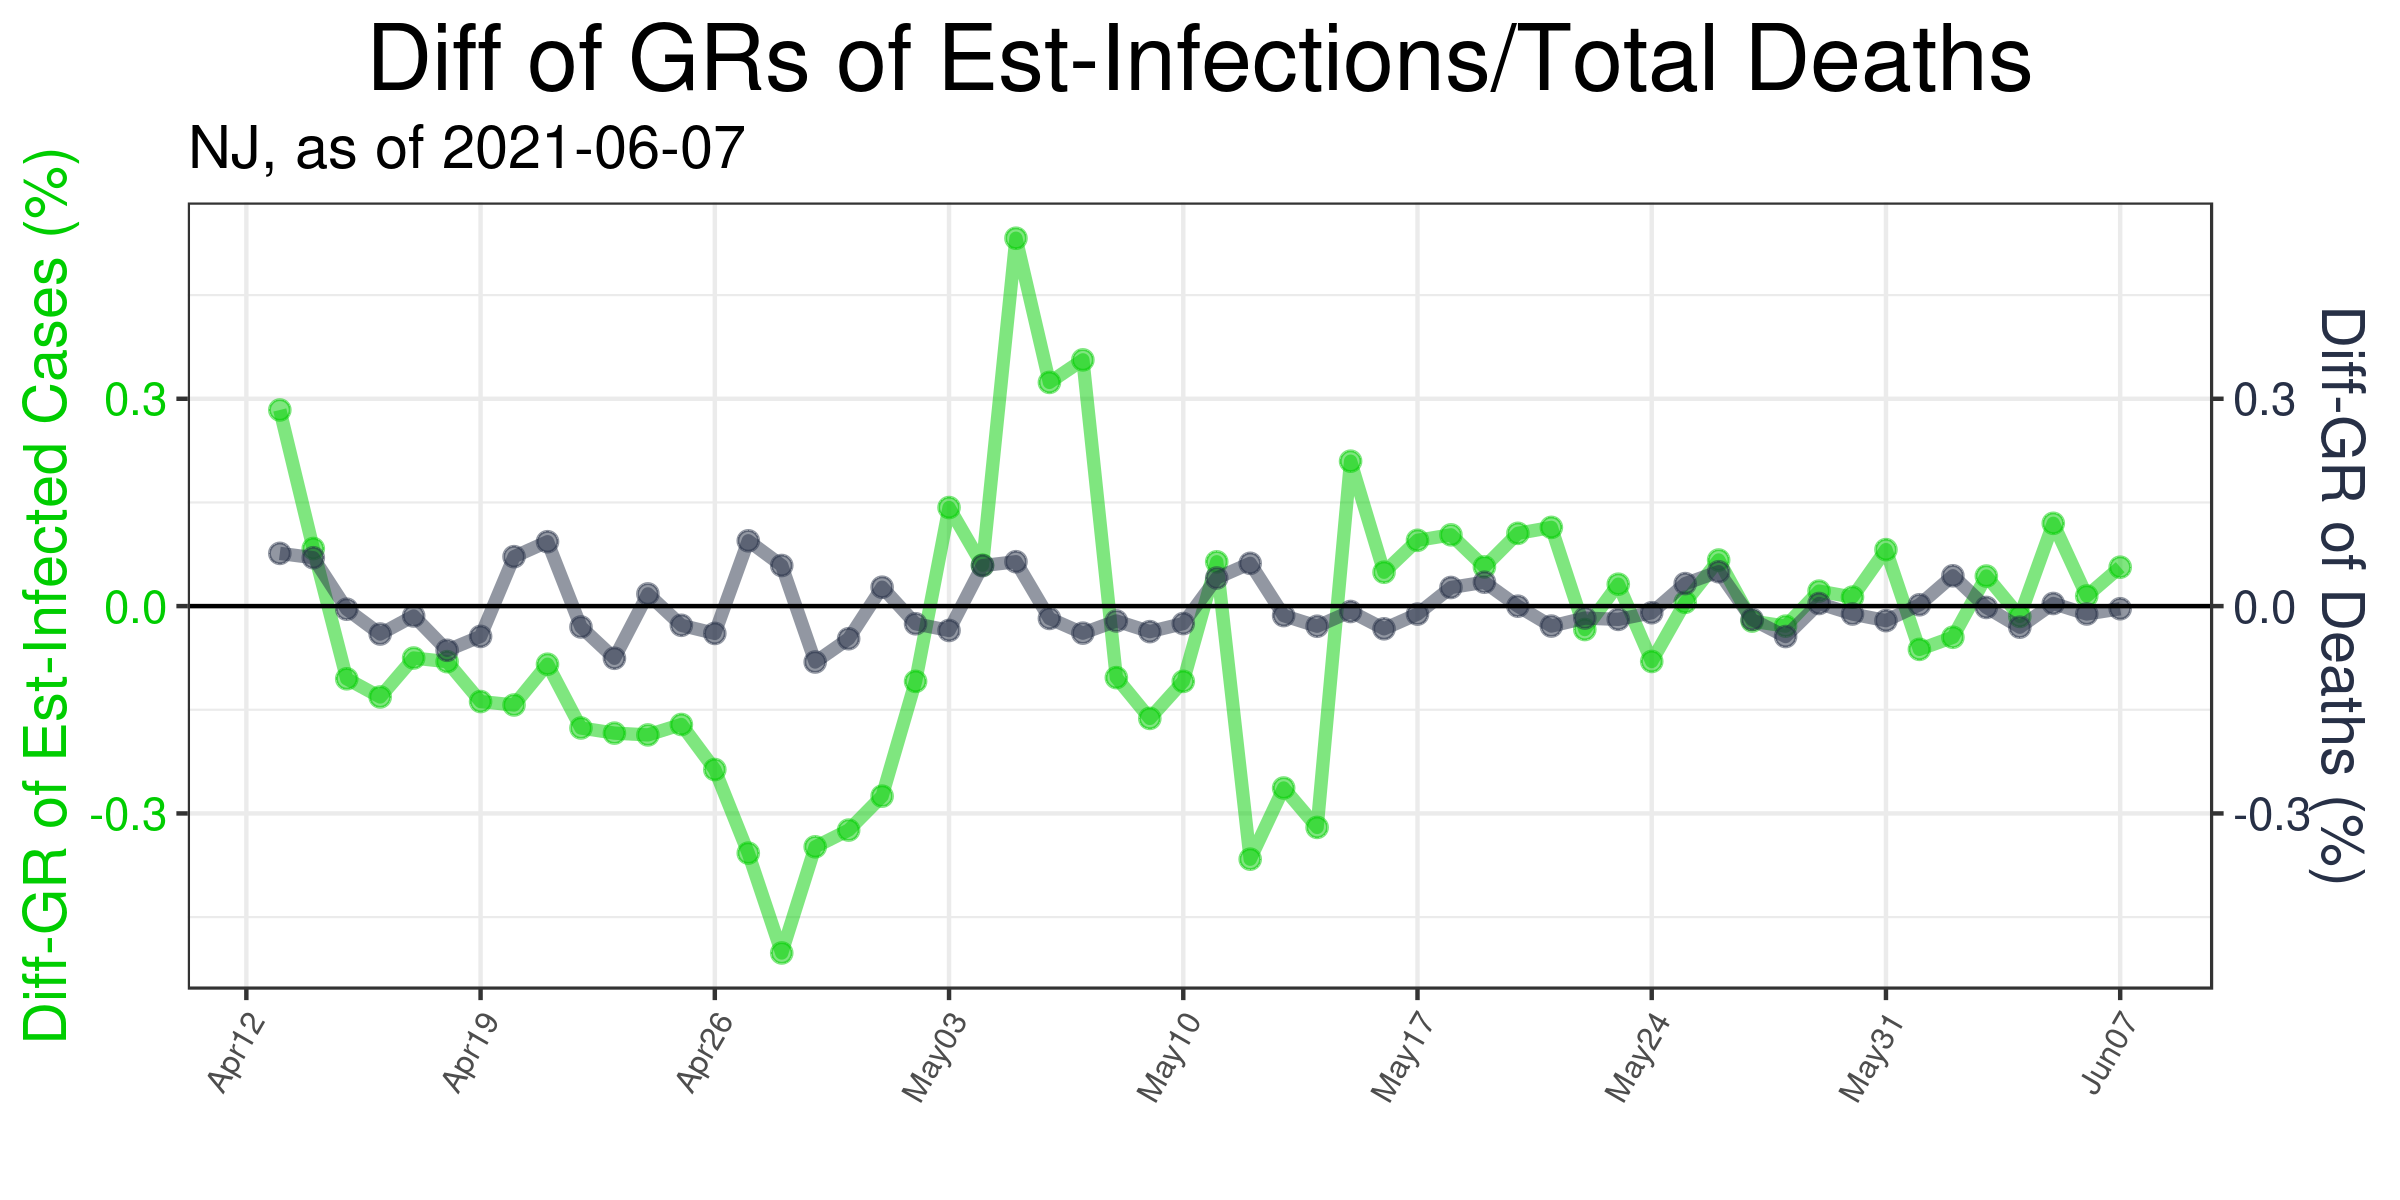 Diff of GRs of Est-Infections/Total Deaths
NJ, as of 2021-06-07
Diff-GR of Est-Infected Cases (%)
0.3
0.0
-0.3
0.3
0.0
-0.3
Diff-GR of Deaths (%)
Apr12
Apr19
Apr26
May03
May10
May17
May24
May31
Jun07